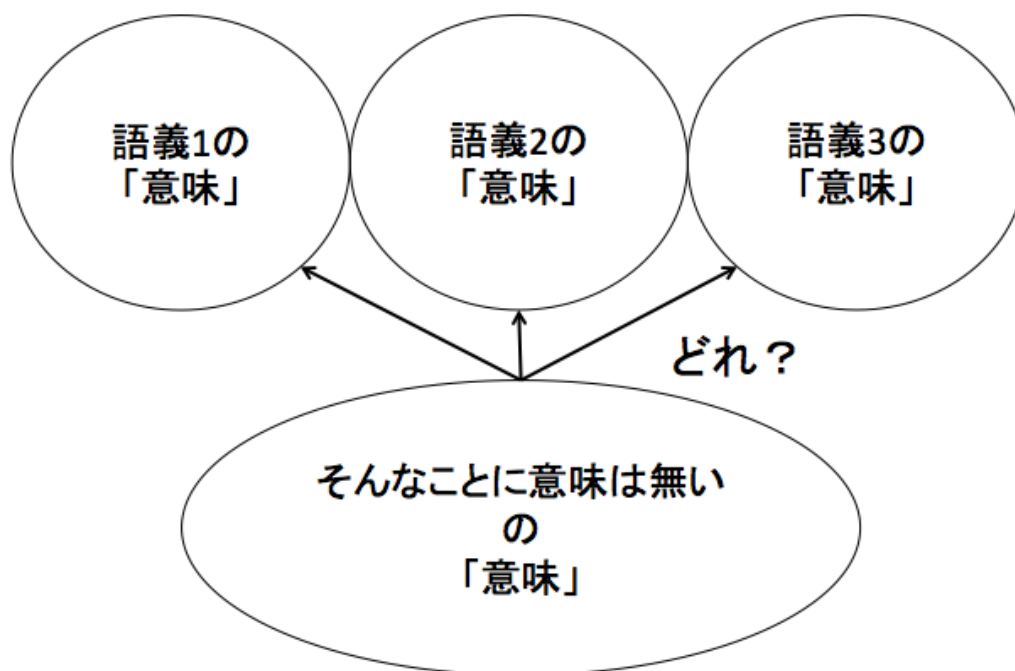 語義1の
「意味」
語義2の
「意味」
語義3の
「意味」
どれ？
そんなことに意味は無い
の
「意味」